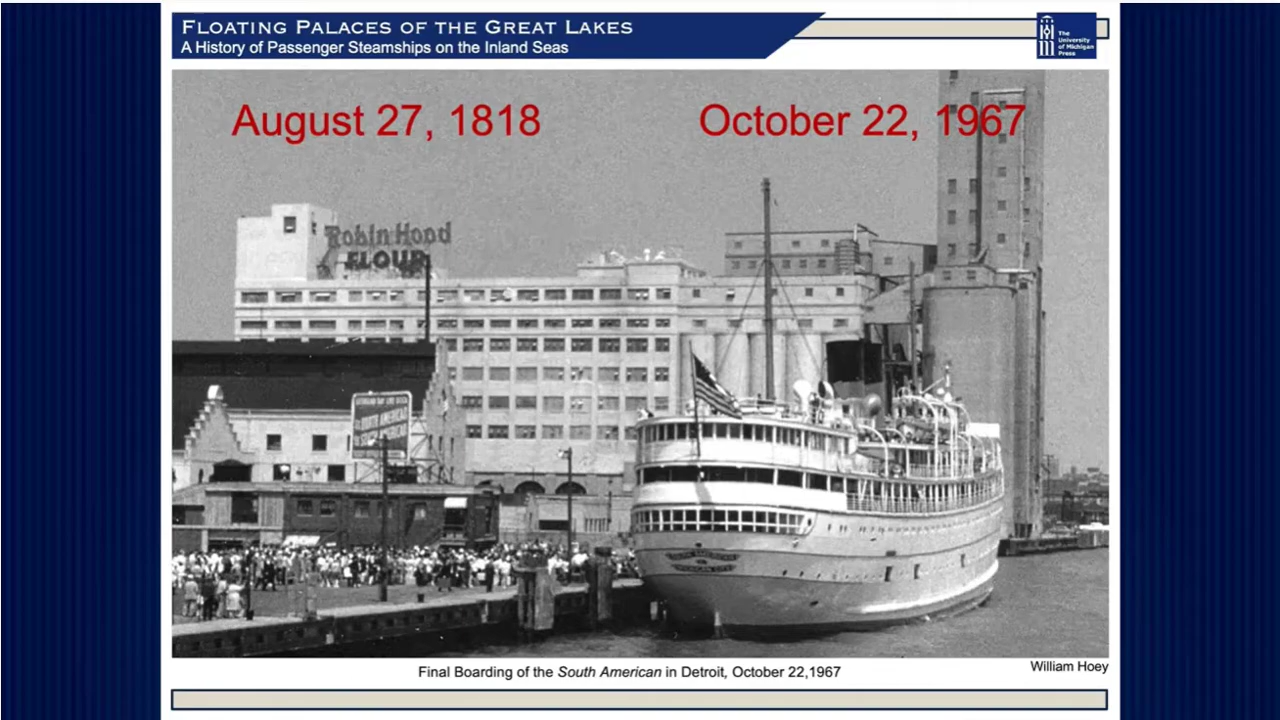 FLOATING PALACES OF THE GREAT LAKES
A History of Passenger Steamships on the Inland Seas
The
University
of Michigan
Press
August 27, 1818
October 22, 1967
Robin Hood
FLOUR
SOUTH AMERICAN
Final Boarding of the South American in Detroit, October 22,1967
William Hoey